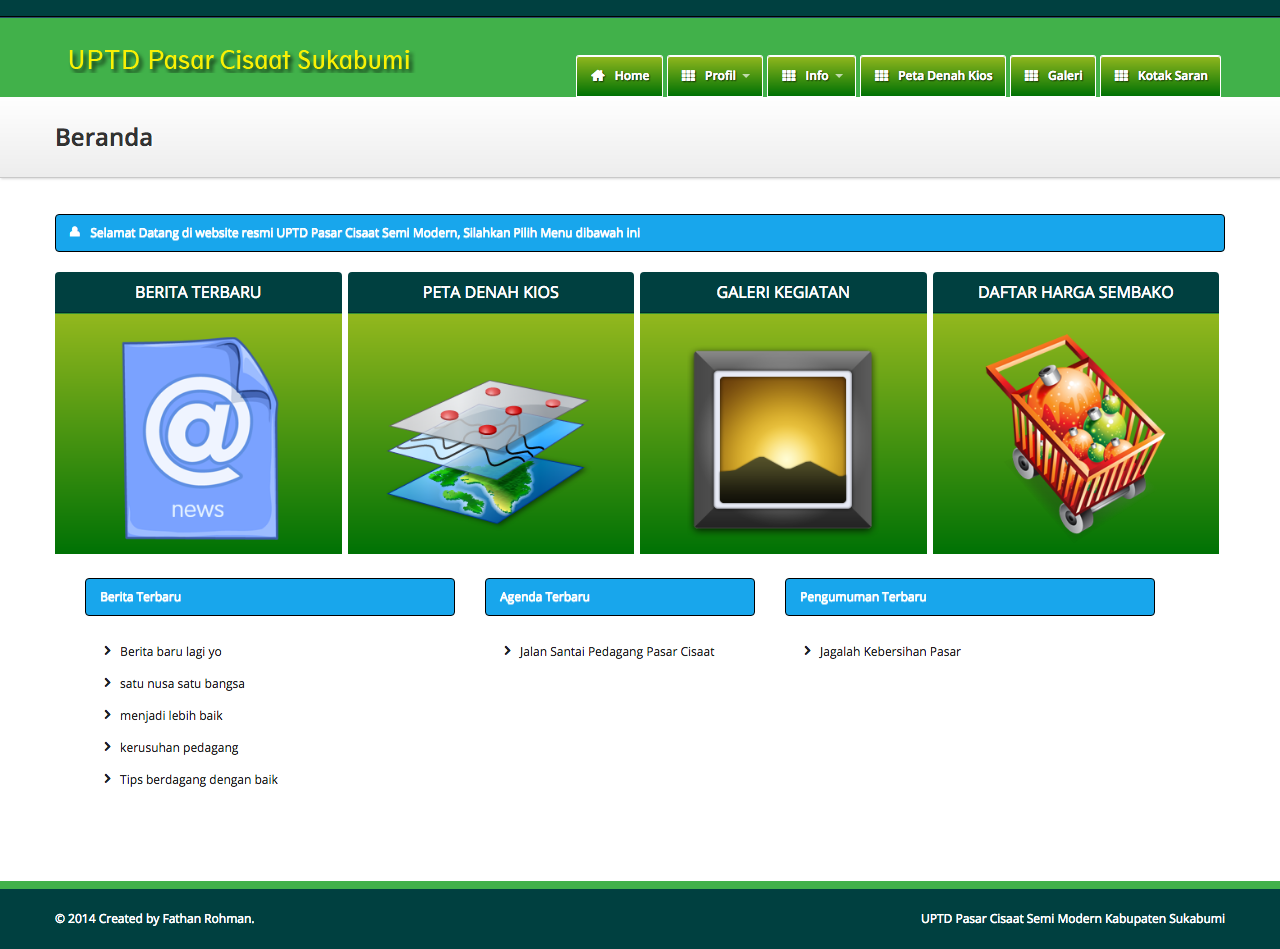 UPTD Pasar Cisaat Sukabumi
Home Profil Info Peta Denah Kios Galeri Kotak Saran
Beranda
Selamat Datang di website resmi UPTD Pasar Cisaat Semi Modern, Silahkan Pilih Menu dibawah ini
BERITA TERBARU PETA DENAH KIOS GALERI KEGIATAN DAFTAR HARGA SEMBAKO
@
news
Berita Terbaru
Berita baru lagi yo
satu nusa satu bangsa
menjadi lebih baik
kerusuhan pedagang
Tips berdagang dengan baik
Agenda Terbaru
Jalan Santai Pedagang Pasar Cisaat
Pengumuman Terbaru
Jagalah Kebersihan Pasar
© 2014 Created by Fathan Rohman.
UPTD Pasar Cisaat Semi Modern Kabupaten Sukabumi